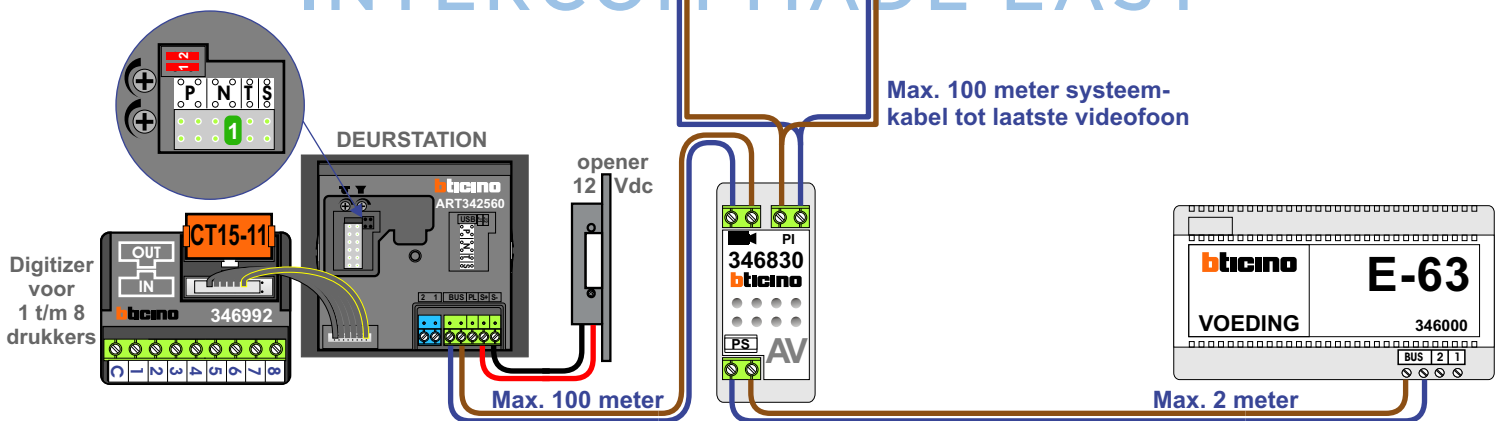 INTERCOM MADE EASY
2
1
P N T S
1
Max. 100 meter systeem-
kabel tot laatste videofoon
DEURSTATION
opener
12 Vdc
bticino
ART342560
USB
P
N
T
S
2 1 BUS PL S+ S-
CT15-11
OUT
IN
Digitizer
voor
1 t/m 8
drukkers
bticino
346992
C 1 2 3 4 5 6 7 8
PI
346830
bticino
PS
AV
bticino
E-63
VOEDING
346000
BUS 2 1
Max. 100 meter
Max. 2 meter